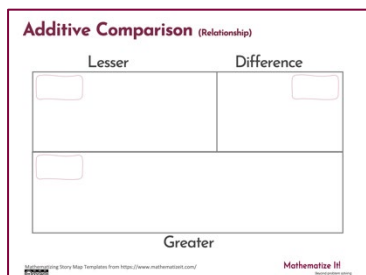 Additive Comparison (Relationship)
Lesser Difference
Greater
Mathematizing Story Map Templates from https://www.mathematizeit.com/
Mathematize It!